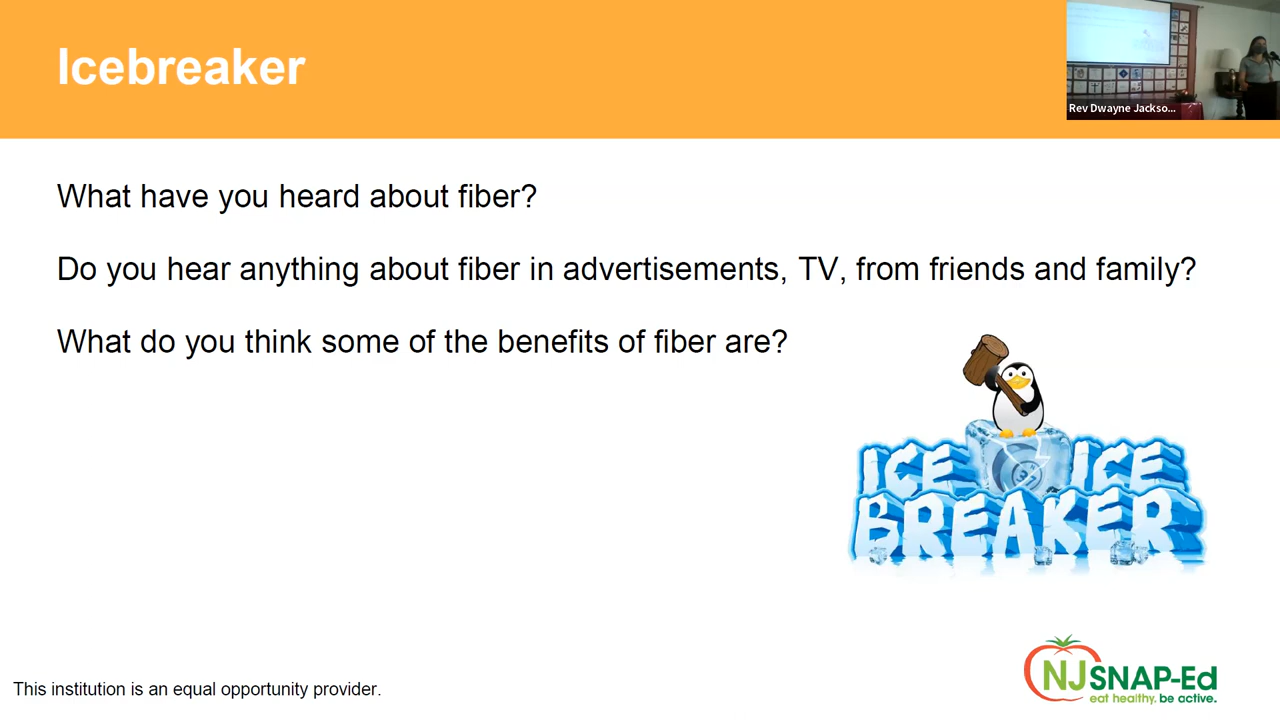 Icebreaker
Rev Dwayne Jackso...
What have you heard about fiber?
Do you hear anything about fiber in advertisements, TV, from friends and family?
What do you think some of the benefits of fiber are?
ICE ICE
BREAKER
NJSNAP-Ed
eat healthy. be active.
This institution is an equal opportunity provider.